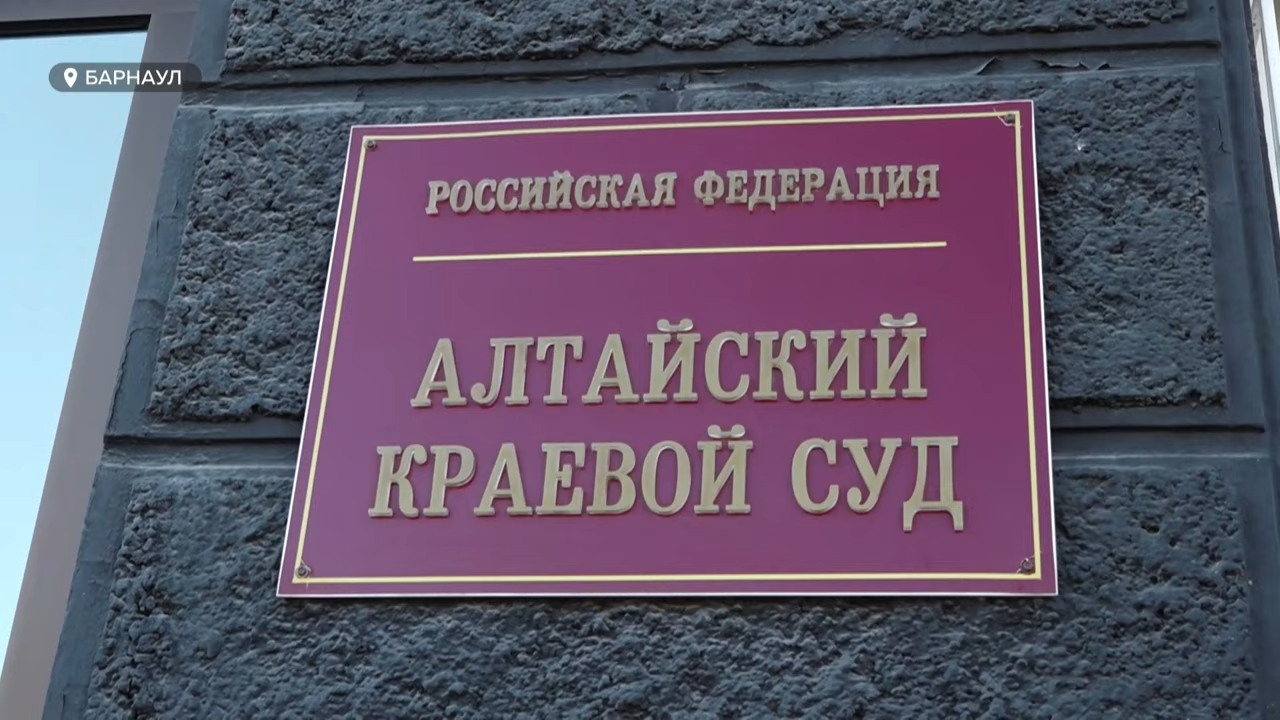 БАРНАУЛ
РОССИЙСКАЯ ФЕДЕРАЦИЯ
АЛТАЙСКИЙ
КРАЕВОЙ СУД